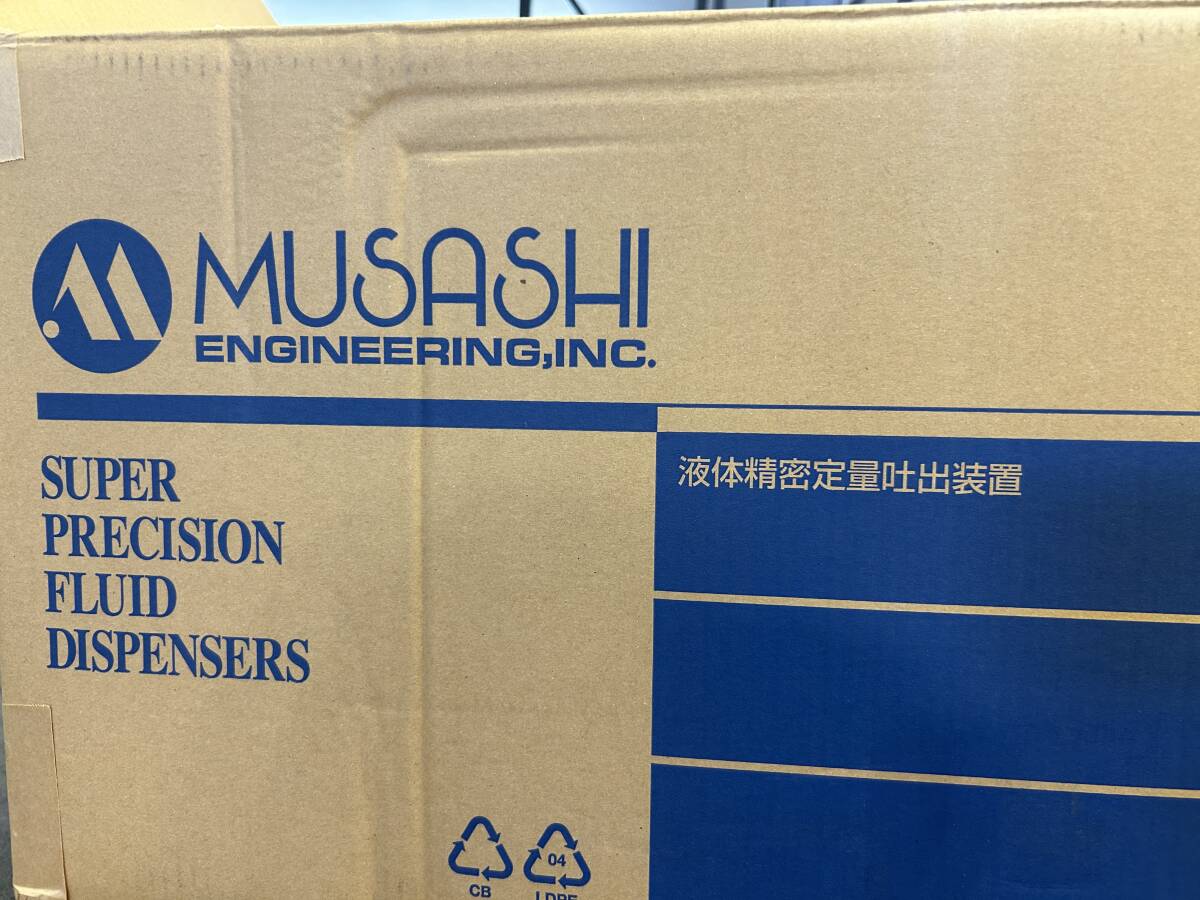 MUSASHI
ENGINEERING,INC.
SUPER
PRECISION
FLUID
DISPENSERS
液体精密定量吐出装置
04
CB
LDPE